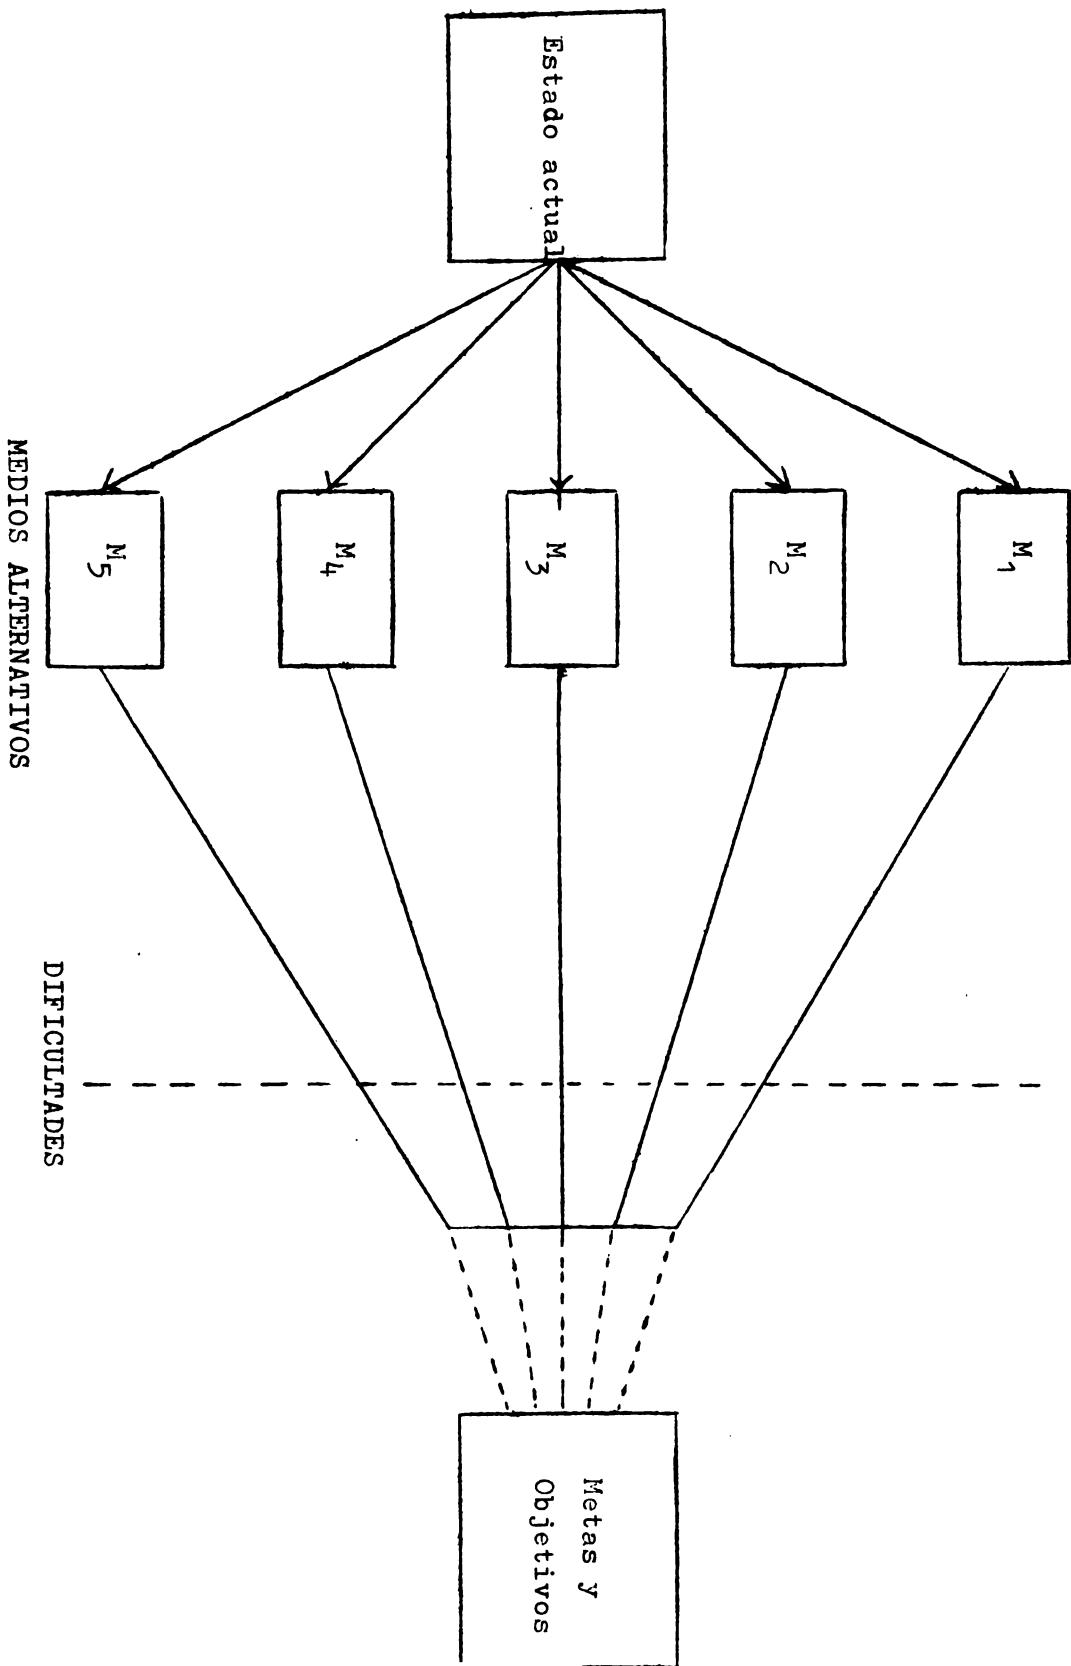 Estado actual
M1
M2
M3
M4
M5
MEDIOS ALTERNATIVOS
DIFICULTADES
Metas y
Objetivos